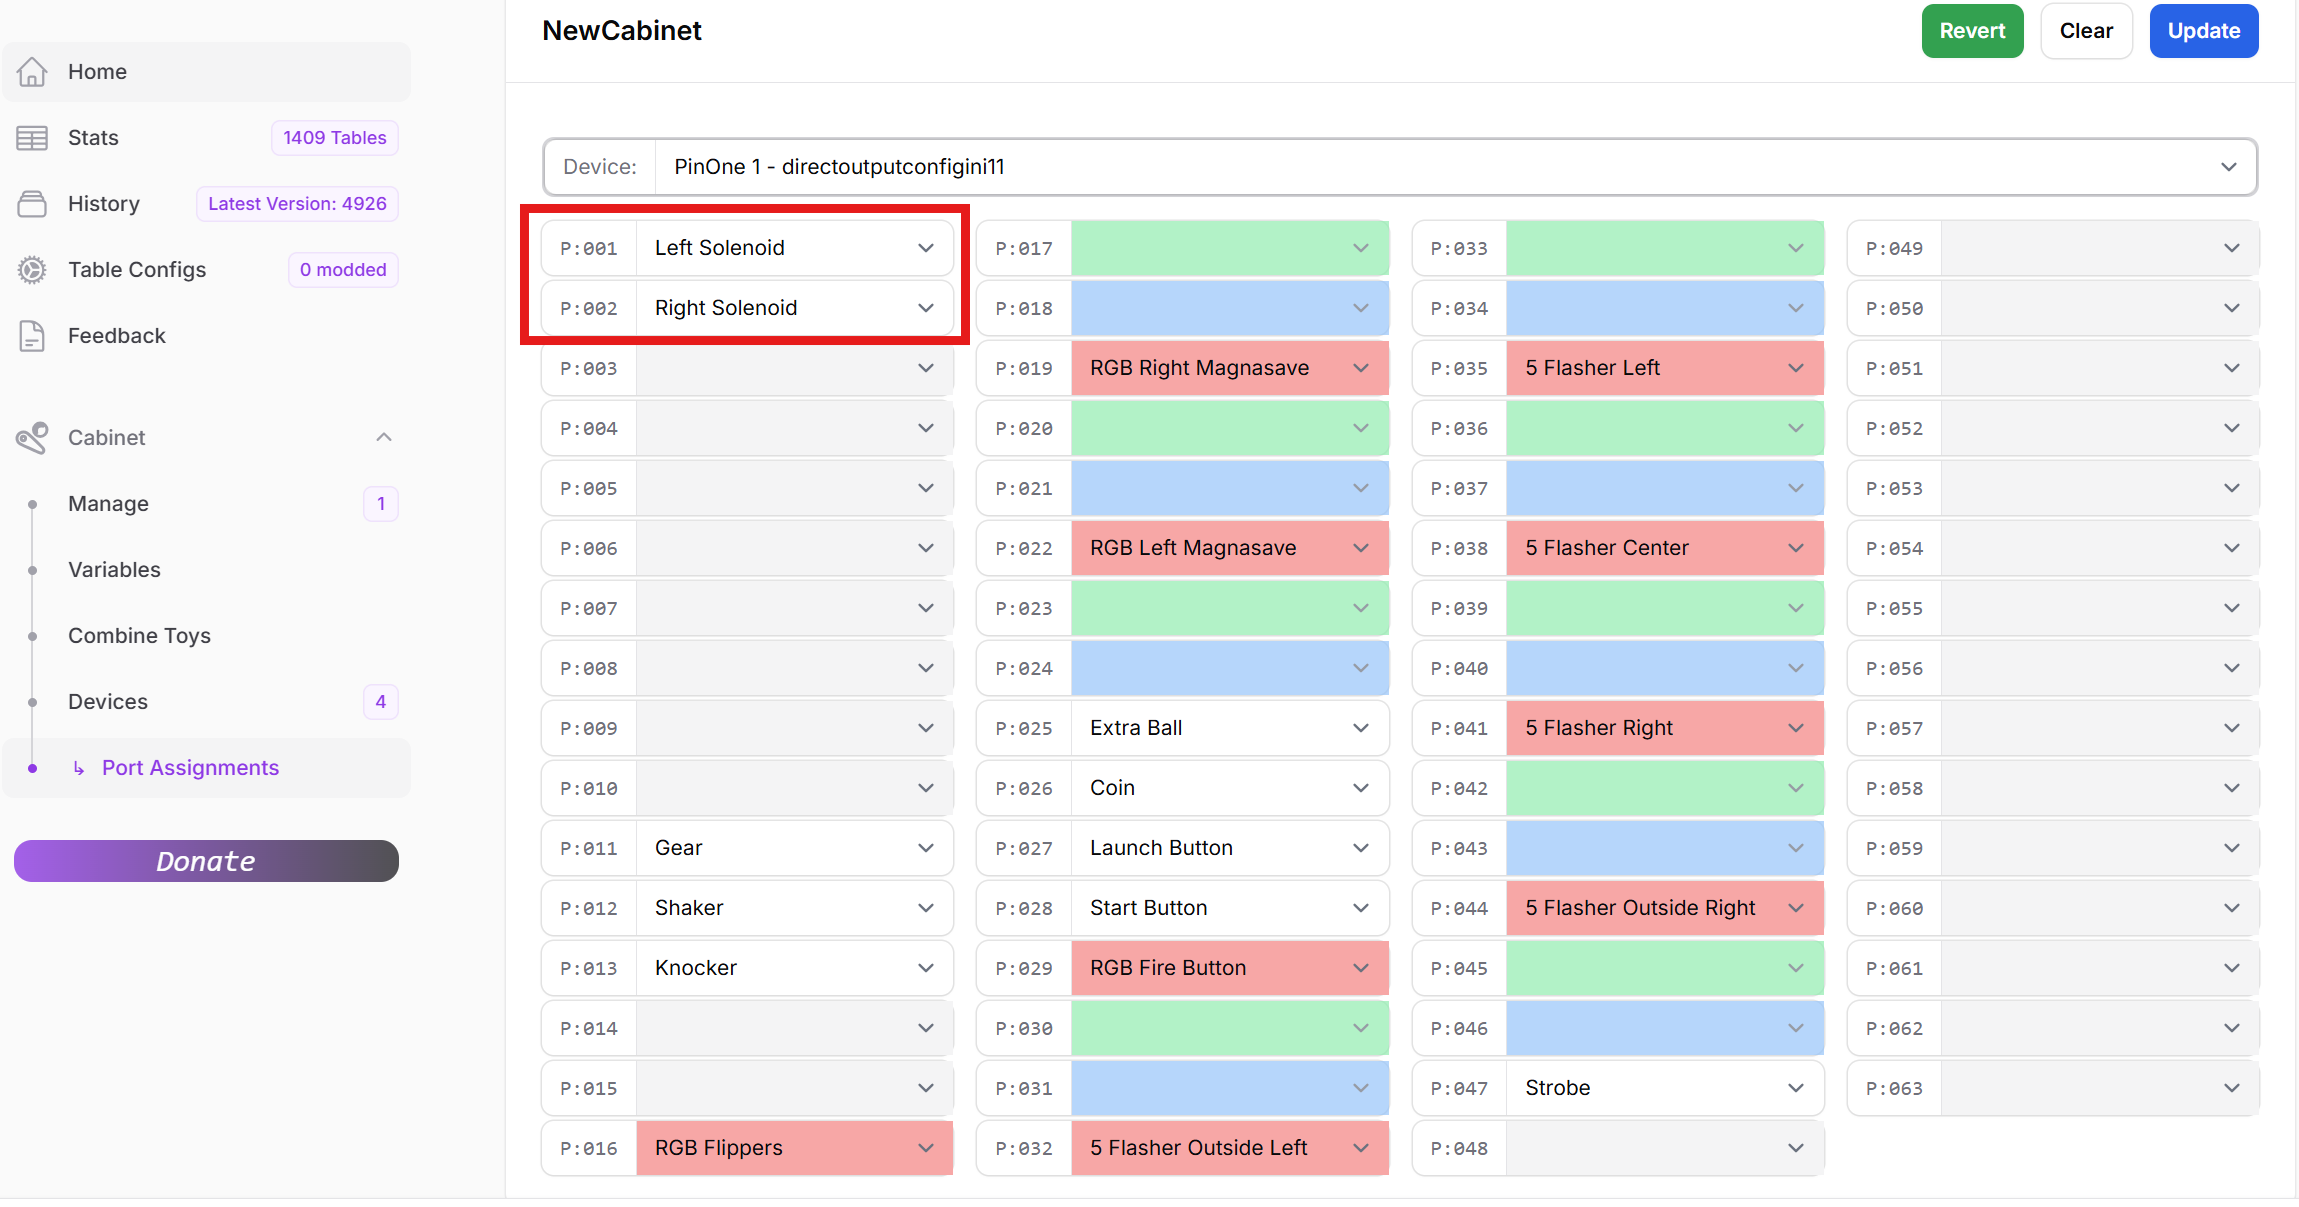 NewCabinet
Revert
Clear
Update
Home
Stats
1409 Tables
History
Latest Version: 4926
Table Configs
0 modded
Feedback
Cabinet
Manage
1
Variables
Combine Toys
Devices
4
↳ Port Assignments
Donate
Device:
PinOne 1 - directoutputconfigini11
P:001 Left Solenoid
P:002 Right Solenoid
P:003
P:004
P:005
P:006
P:007
P:008
P:009
P:010
P:011 Gear
P:012 Shaker
P:013 Knocker
P:014
P:015
P:016 RGB Flippers
P:017
P:018
P:019 RGB Right Magnasave
P:020
P:021
P:022 RGB Left Magnasave
P:023
P:024
P:025 Extra Ball
P:026 Coin
P:027 Launch Button
P:028 Start Button
P:029 RGB Fire Button
P:030
P:031
P:032 5 Flasher Outside Left
P:033
P:034
P:035 5 Flasher Left
P:036
P:037
P:038 5 Flasher Center
P:039
P:040
P:041 5 Flasher Right
P:042
P:043
P:044 5 Flasher Outside Right
P:045
P:046
P:047 Strobe
P:048
P:049
P:050
P:051
P:052
P:053
P:054
P:055
P:056
P:057
P:058
P:059
P:060
P:061
P:062
P:063